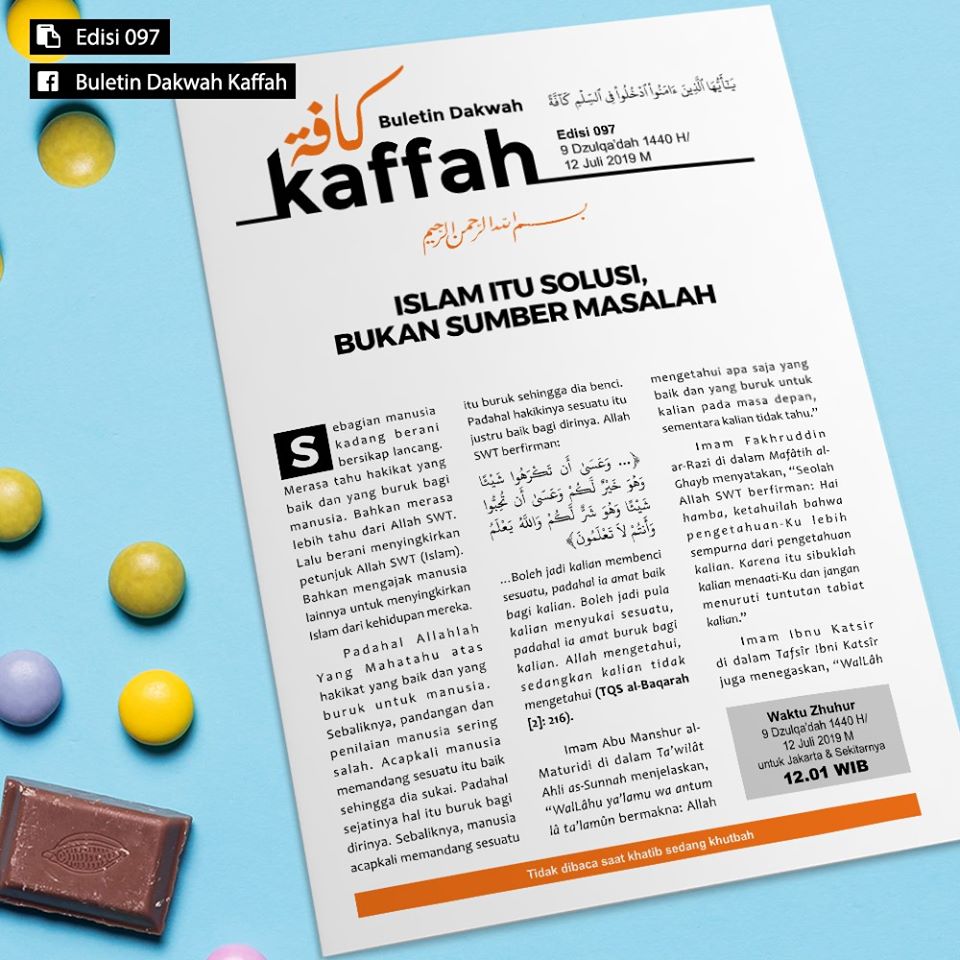 Edisi 097
Buletin Dakwah Kaffah
كافة
Buletin Dakwah
kaffah
يَٰٓأَيُّهَا ٱلَّذِينَ ءَامَنُواْ ٱدْخُلُواْ فِي ٱلسِّلْمِ كَآفَّةً
Edisi 097
9 Dzulqa'dah 1440 H/
12 Juli 2019 M
بسم الله الرحمن الرحيم
ISLAM ITU SOLUSI,
BUKAN SUMBER MASALAH
Sebagian manusia
kadang berani
bersikap lancang.
Merasa tahu hakikat yang
baik dan yang buruk bagi
manusia. Bahkan merasa
lebih tahu dari Allah SWT.
Lalu berani menyingkirkan
petunjuk Allah SWT (Islam).
Bahkan mengajak manusia
lainnya untuk menyingkirkan
Islam dari kehidupan mereka.
Padahal Allahlah
Yang Mahatahu atas
hakikat yang baik dan yang
buruk untuk manusia.
Sebaliknya, pandangan dan
penilaian manusia sering
salah. Acapkali manusia
memandang sesuatu itu baik
sehingga dia sukai. Padahal
sejatinya hal itu buruk bagi
dirinya. Sebaliknya, manusia
acapkali memandang sesuatu
itu buruk sehingga dia benci.
Padahal hakikinya sesuatu itu
justru baik bagi dirinya. Allah
SWT berfirman:
﴿... وَعَسَىٰ أَن تَكْرَهُوا شَيْئًا
وَهُوَ خَيْرٌ لَّكُمْ وَعَسَىٰ أَن تُحِبُّوا
شَيْئًا وَهُوَ شَرٌّ لَّكُمْ وَاللَّهُ يَعْلَمُ
وَأَنتُمْ لَا تَعْلَمُونَ﴾
...Boleh jadi kalian membenci
sesuatu, padahal ia amat baik
bagi kalian. Boleh jadi pula
kalian menyukai sesuatu,
padahal ia amat buruk bagi
kalian. Allah mengetahui,
sedangkan kalian tidak
mengetahui (TQS al-Baqarah
[2]: 216).
Imam Abu Manshur al-
Maturidi di dalam Ta'wilât
Ahli as-Sunnah menjelaskan,
“WalLâhu ya'lamu wa antum
lâ ta'lamûn bermakna: Allah
mengetahui apa saja yang
baik dan yang buruk untuk
kalian pada masa depan,
sementara kalian tidak tahu.”
Imam Fakhruddin
ar-Razi di dalam Mafâtih al-
Ghayb menyatakan, “Seolah
Allah SWT berfirman: Hai
hamba, ketahuilah bahwa
pengetahuan-Ku lebih
sempurna dari pengetahuan
kalian. Karena itu sibuklah
kalian menaati-Ku dan jangan
menuruti tuntutan tabiat
kalian.”
Imam Ibnu Katsir
di dalam Tafsîr Ibni Katsîr
juga menegaskan, “WalLâh
Waktu Zhuhur
9 Dzulqa'dah 1440 H/
12 Juli 2019 M
untuk Jakarta & Sekitarnya
12.01 WIB
Tidak dibaca saat khatib sedang khutbah